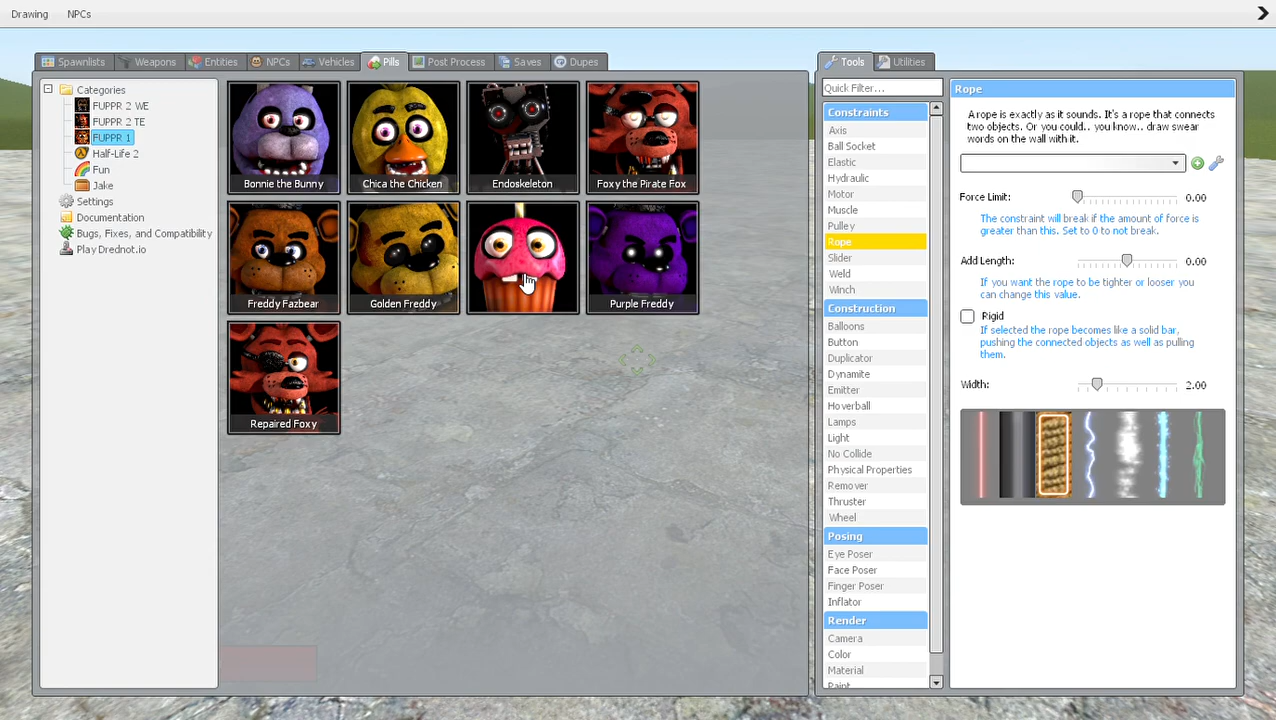 Drawing NPCs
Spawnlists Weapons Entities NPCs Vehicles Pills Post Process Saves Dupes
Categories
FUPPR 2 WE
FUPPR 2 TE
FUPPR 1
Half-Life 2
Fun
Jake
Settings
Documentation
Bugs, Fixes, and Compatibility
Play Drednot.io
Bonnie the Bunny
Chica the Chicken
Endoskeleton
Foxy the Pirate Fox
Freddy Fazbear
Golden Freddy
Purple Freddy
Repaired Foxy
Tools Utilities
Quick Filter...
Constraints
Axis
Ball Socket
Elastic
Hydraulic
Motor
Muscle
Pulley
Rope
Slider
Weld
Winch
Construction
Balloons
Button
Duplicator
Dynamite
Emitter
Hoverball
Lamps
Light
No Collide
Physical Properties
Remover
Thruster
Wheel
Posing
Eye Poser
Face Poser
Finger Poser
Inflator
Render
Camera
Color
Material
Paint
Rope
A rope is exactly as it sounds. It's a rope that connects
two objects. Or you could.. you know.. draw swear
words on the wall with it.
Force Limit: 0.00
The constraint will break if the amount of force is
greater than this. Set to 0 to not break.
Add Length: 0.00
If you want the rope to be tighter or looser you
can change this value.
Rigid
If selected the rope becomes like a solid bar,
pushing the connected objects as well as pulling
them.
Width: 2.00